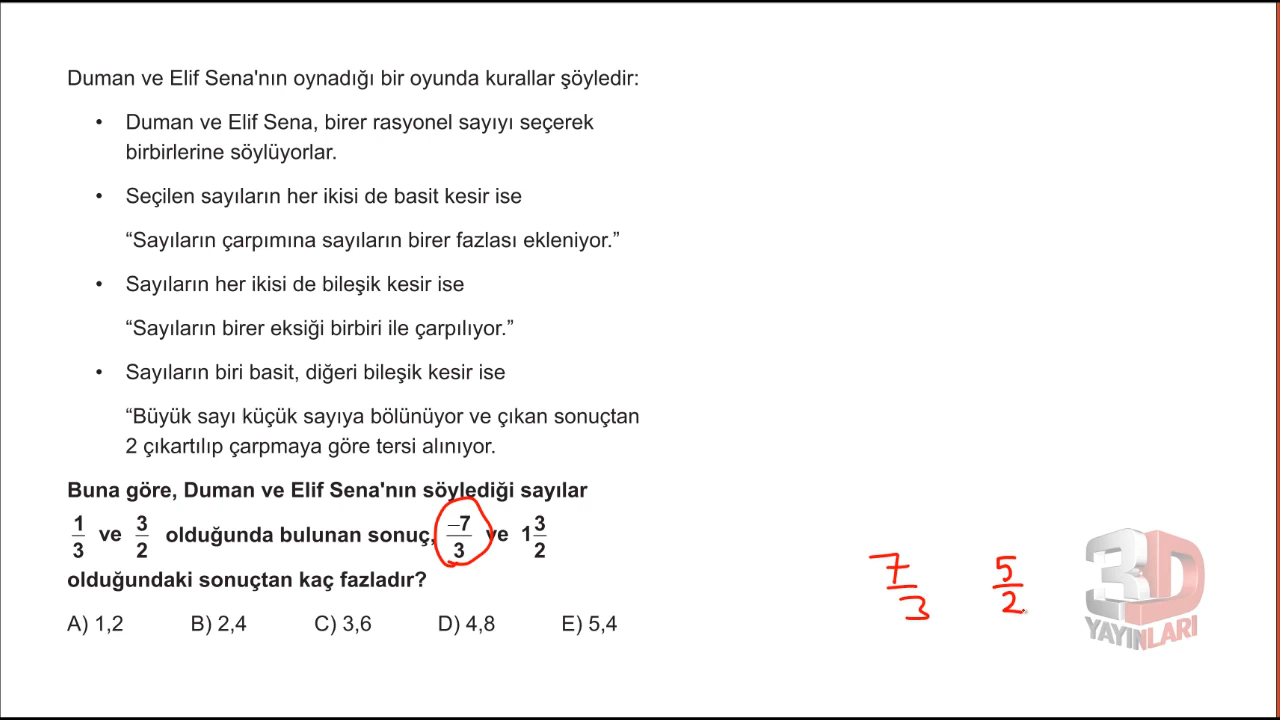 Duman ve Elif Sena'nın oynadığı bir oyunda kurallar şöyledir:
• Duman ve Elif Sena, birer rasyonel sayıyı seçerek
birbirlerine söylüyorlar.
• Seçilen sayıların her ikisi de basit kesir ise
“Sayıların çarpımına sayıların birer fazlası ekleniyor.”
• Sayıların her ikisi de bileşik kesir ise
“Sayıların birer eksiği birbiri ile çarpılıyor.”
• Sayıların biri basit, diğeri bileşik kesir ise
“Büyük sayı küçük sayıya bölünüyor ve çıkan sonuçtan
2 çıkartılıp çarpmaya göre tersi alınıyor.
Buna göre, Duman ve Elif Sena'nın söylediği sayılar
1/3 ve 3/2 olduğunda bulunan sonuç, –7/3 ve 1 3/2
olduğundaki sonuçtan kaç fazladır?
A) 1,2 B) 2,4 C) 3,6 D) 4,8 E) 5,4
7/3 5/2
3D
YAYINLARI